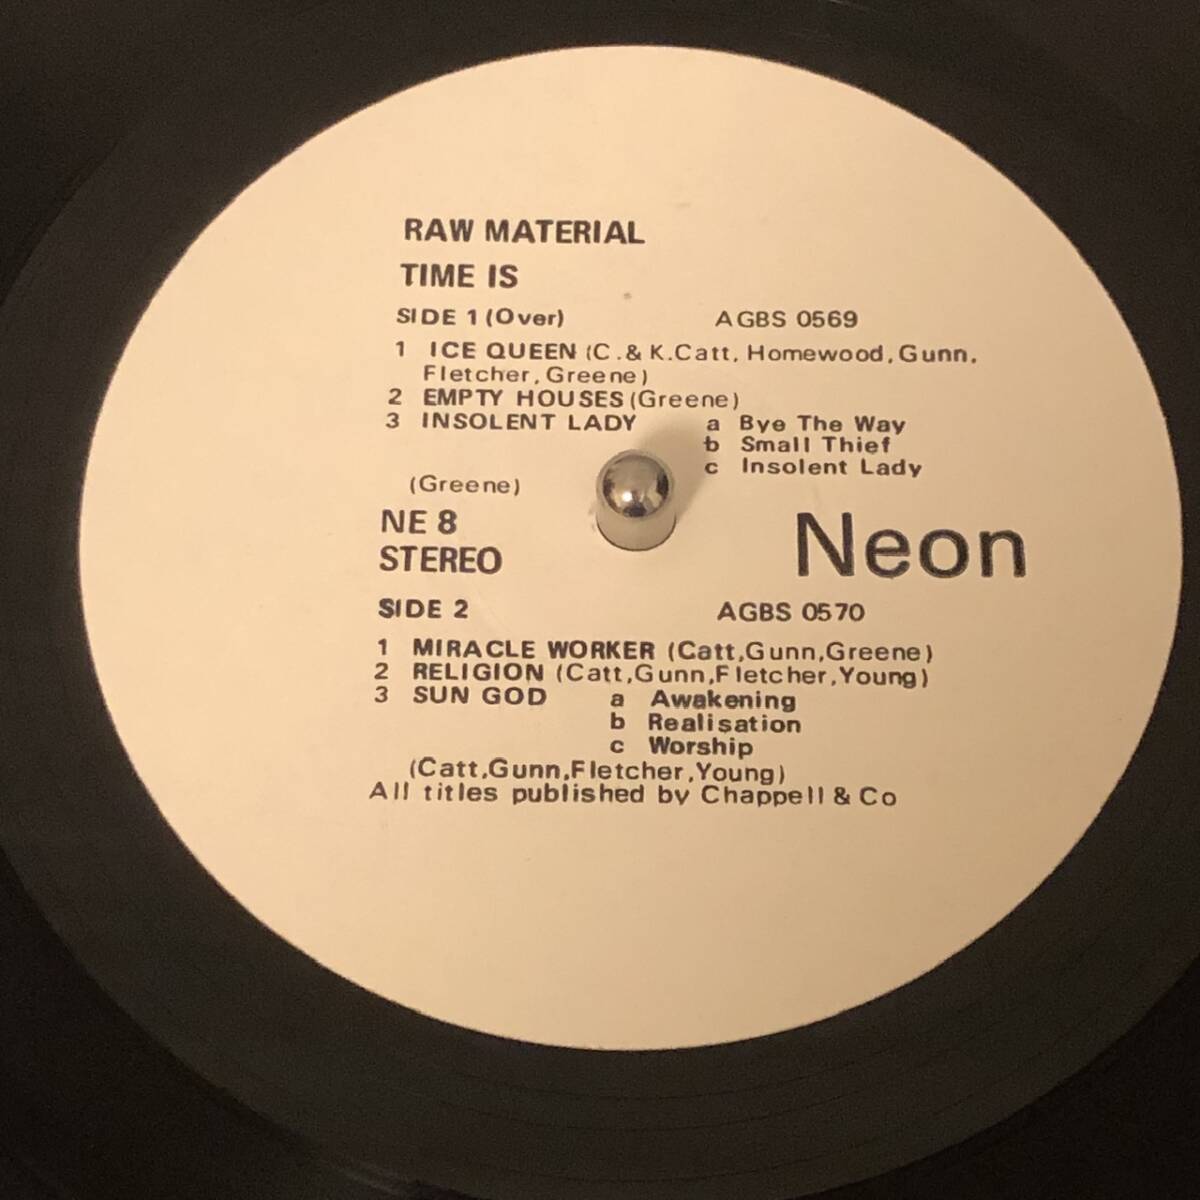 RAW MATERIAL
TIME IS
SIDE 1 (Over) AGBS 0569
1 ICE QUEEN (C.& K.Catt, Homewood,Gunn,
Fletcher,Greene)
2 EMPTY HOUSES (Greene)
3 INSOLENT LADY a Bye The Way
b Small Thief
c Insolent Lady
(Greene)
NE 8
STEREO
Neon
SIDE 2 AGBS 0570
1 MIRACLE WORKER (Catt,Gunn,Greene)
2 RELIGION (Catt,Gunn,Fletcher,Young)
3 SUN GOD a Awakening
b Realisation
c Worship
(Catt,Gunn,Fletcher,Young)
All titles published by Chappell & Co